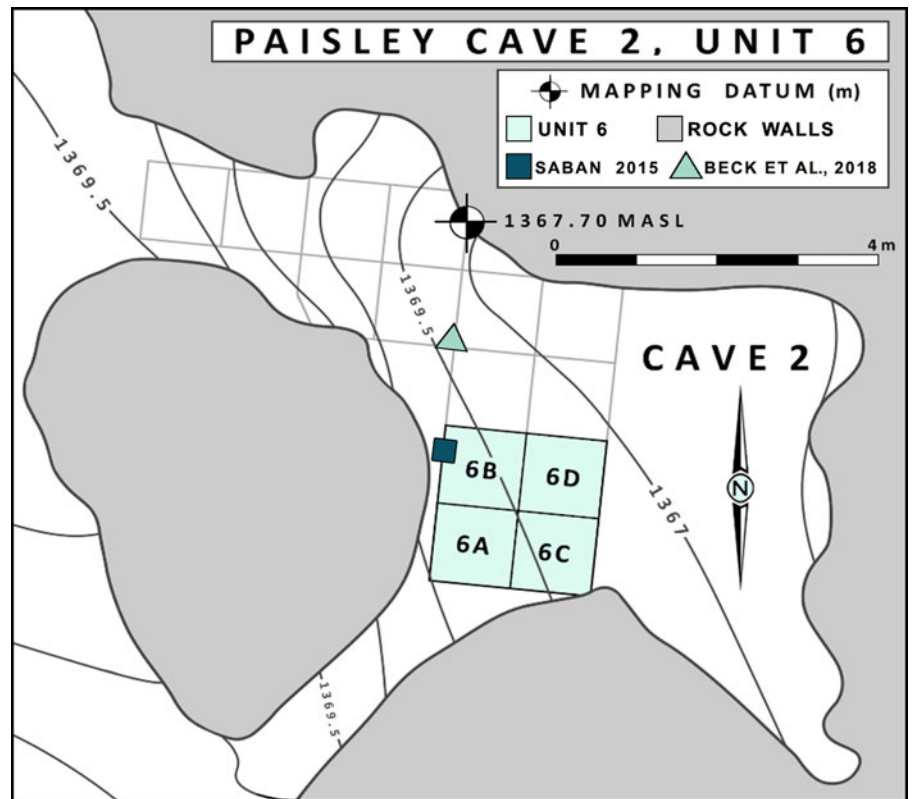 PAISLEY CAVE 2, UNIT 6
MAPPING DATUM (m)
UNIT 6 ROCK WALLS
SABAN 2015 BECK ET AL., 2018
1369.5
1367.70 MASL
0 4 m
1369.5
CAVE 2
6B 6D
N
1367
6A 6C
1369.5